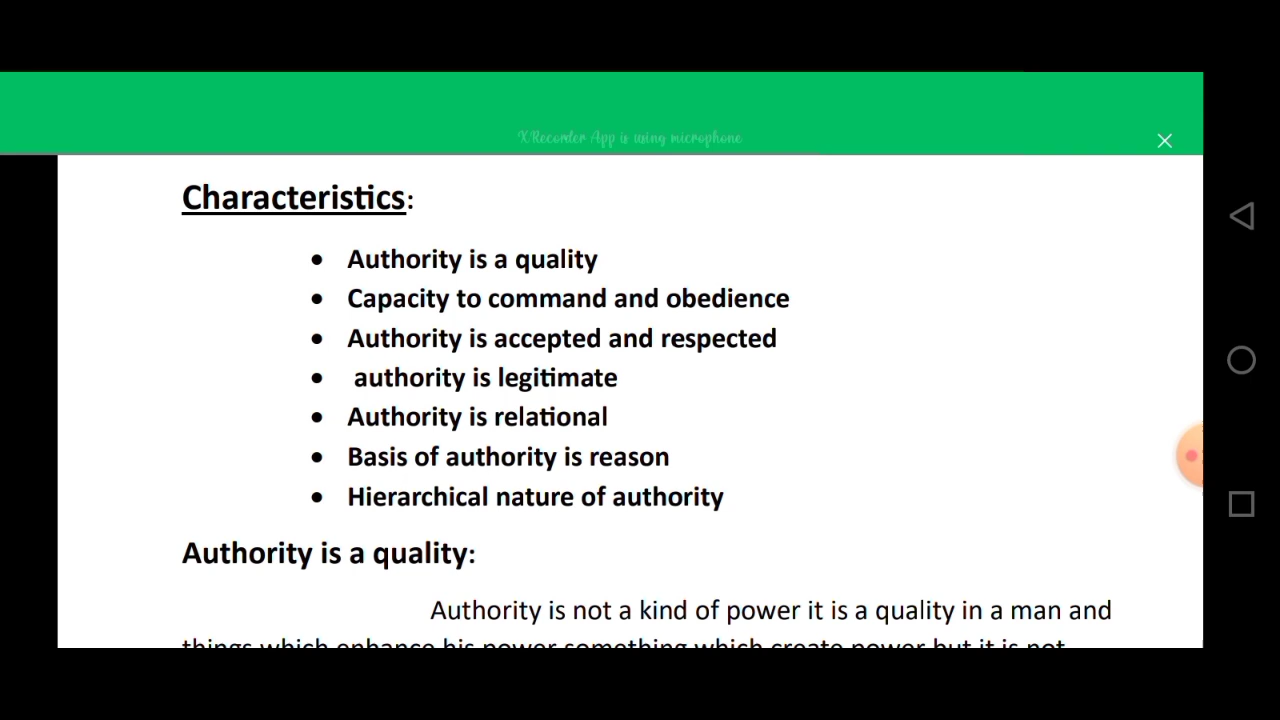 XRecorder App is using microphone
Characteristics:
• Authority is a quality
• Capacity to command and obedience
• Authority is accepted and respected
• authority is legitimate
• Authority is relational
• Basis of authority is reason
• Hierarchical nature of authority
Authority is a quality:
Authority is not a kind of power it is a quality in a man and
things which enhance his power something which create power but it is not